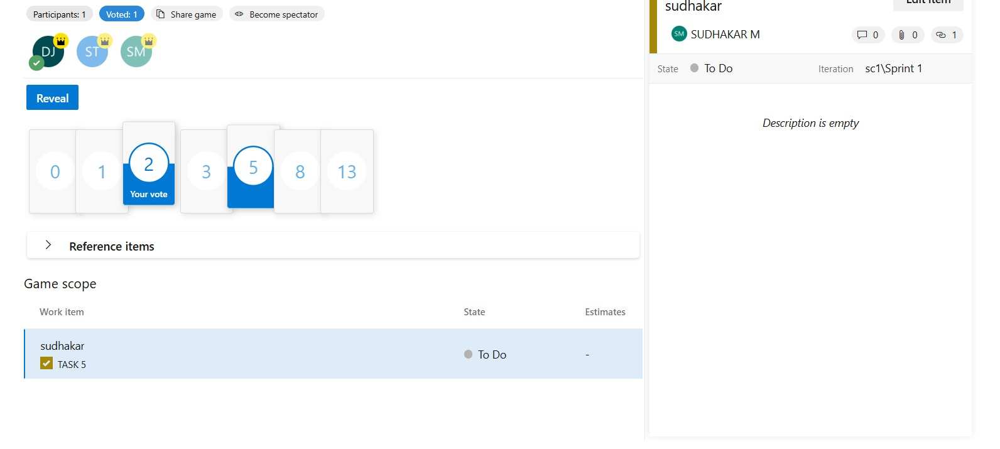 Participants: 1 Voted: 1 Share game Become spectator
DJ ST SM
Reveal
0 1 2 3 5 8 13
Your vote
Reference items
Game scope
Work item State Estimates
sudhakar
To Do -
TASK 5
sudhakar Edit item
SM SUDHAKAR M 0 0 1
State To Do Iteration sc1\Sprint 1
Description is empty